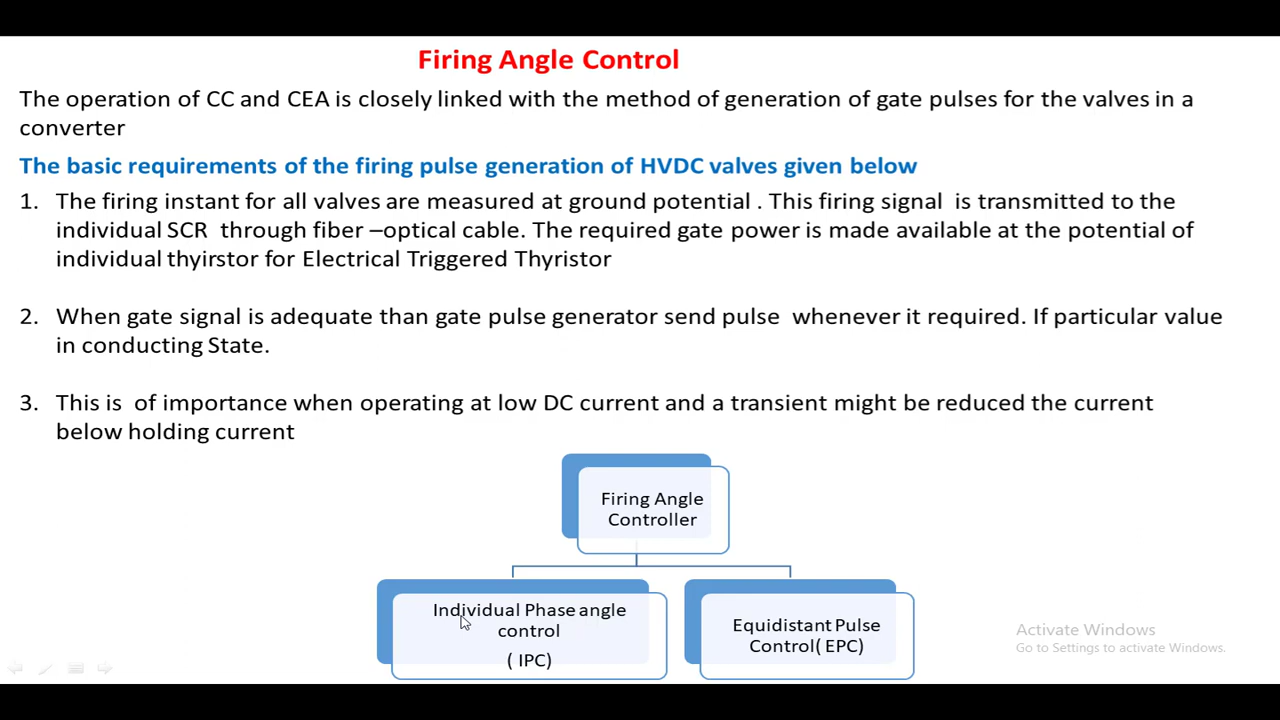 Firing Angle Control
The operation of CC and CEA is closely linked with the method of generation of gate pulses for the valves in a
converter
The basic requirements of the firing pulse generation of HVDC valves given below
1. The firing instant for all valves are measured at ground potential . This firing signal is transmitted to the
individual SCR through fiber –optical cable. The required gate power is made available at the potential of
individual thyirstor for Electrical Triggered Thyristor
2. When gate signal is adequate than gate pulse generator send pulse whenever it required. If particular value
in conducting State.
3. This is of importance when operating at low DC current and a transient might be reduced the current
below holding current
Firing Angle
Controller
Individual Phase angle
control
( IPC)
Equidistant Pulse
Control( EPC)
Activate Windows
Go to Settings to activate Windows.